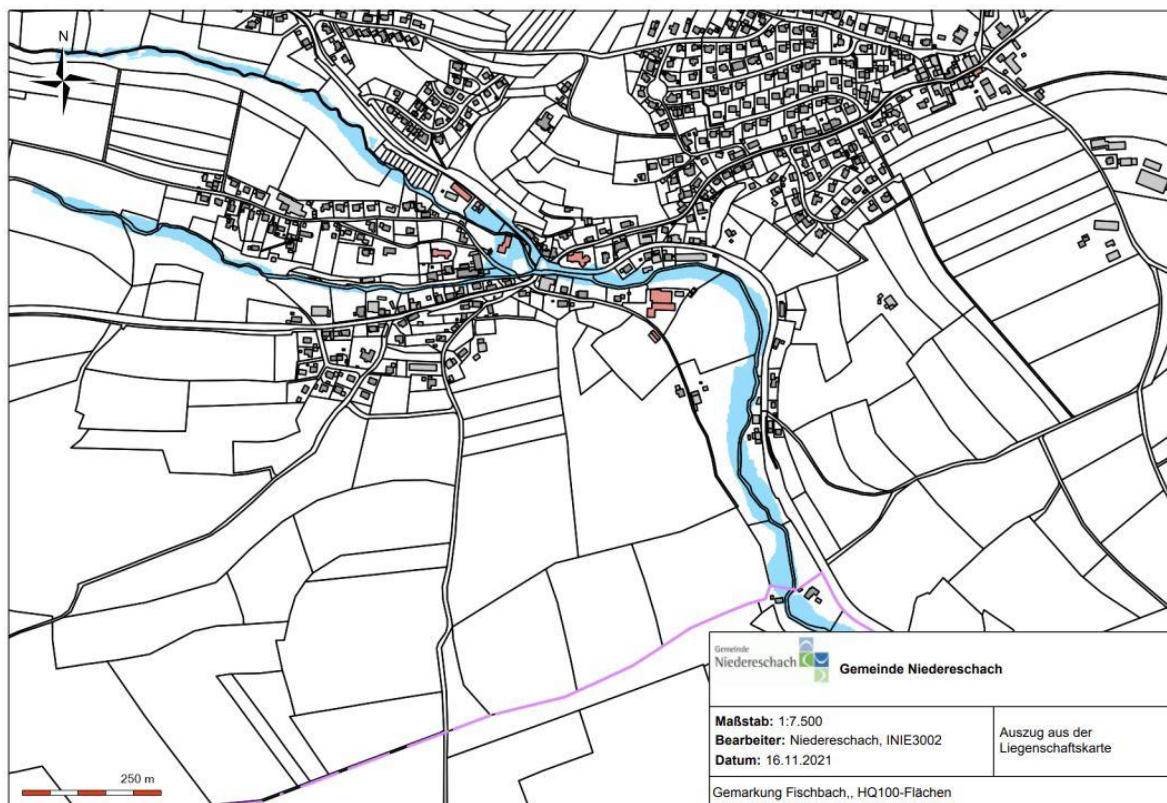 N
250 m
Gemeinde
Niedereschach
Gemeinde Niedereschach
Maßstab: 1:7.500
Bearbeiter: Niedereschach, INIE3002
Datum: 16.11.2021
Auszug aus der
Liegenschaftskarte
Gemarkung Fischbach,, HQ100-Flächen